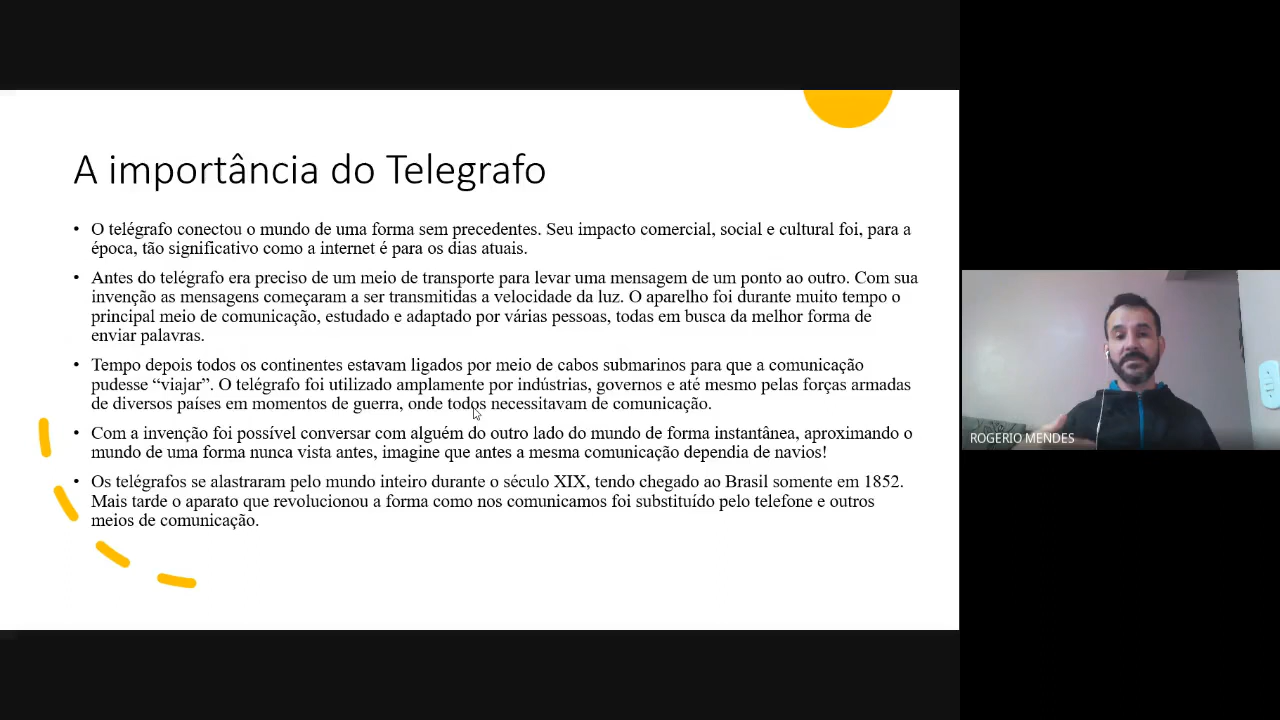 A importância do Telegrafo
• O telégrafo conectou o mundo de uma forma sem precedentes. Seu impacto comercial, social e cultural foi, para a
época, tão significativo como a internet é para os dias atuais.
• Antes do telégrafo era preciso de um meio de transporte para levar uma mensagem de um ponto ao outro. Com sua
invenção as mensagens começaram a ser transmitidas a velocidade da luz. O aparelho foi durante muito tempo o
principal meio de comunicação, estudado e adaptado por várias pessoas, todas em busca da melhor forma de
enviar palavras.
• Tempo depois todos os continentes estavam ligados por meio de cabos submarinos para que a comunicação
pudesse “viajar”. O telégrafo foi utilizado amplamente por indústrias, governos e até mesmo pelas forças armadas
de diversos países em momentos de guerra, onde todos necessitavam de comunicação.
• Com a invenção foi possível conversar com alguém do outro lado do mundo de forma instantânea, aproximando o
mundo de uma forma nunca vista antes, imagine que antes a mesma comunicação dependia de navios!
• Os telégrafos se alastraram pelo mundo inteiro durante o século XIX, tendo chegado ao Brasil somente em 1852.
Mais tarde o aparato que revolucionou a forma como nos comunicamos foi substituído pelo telefone e outros
meios de comunicação.
ROGERIO MENDES